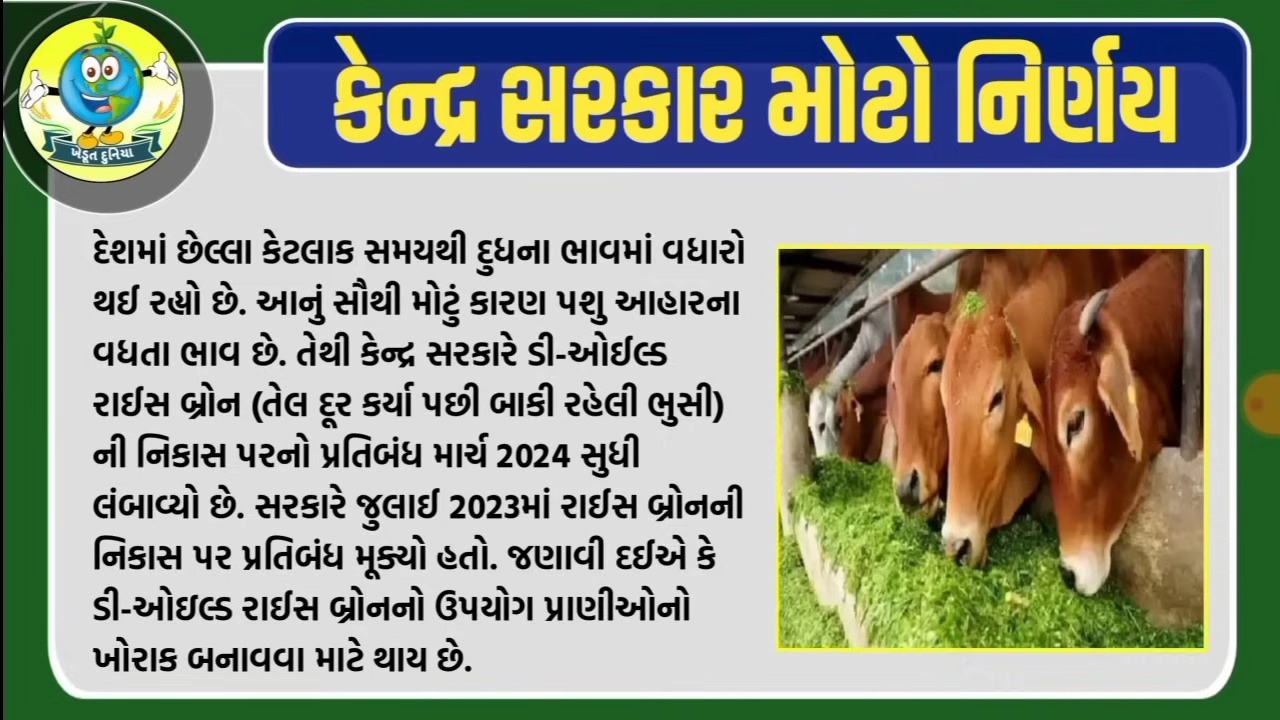 ખેડૂત દુનિયા
કેન્દ્ર સરકાર મોટો નિર્ણય
દેશમાં છેલ્લા કેટલાક સમયથી દુધના ભાવમાં વધારો
થઈ રહ્યો છે. આનું સૌથી મોટું કારણ પશુ આહારના
વધતા ભાવ છે. તેથી કેન્દ્ર સરકારે ડી-ઓઈલ્ડ
રાઈસ બ્રોન (તેલ દૂર કર્યા પછી બાકી રહેલી ભુસી)
ની નિકાસ પરનો પ્રતિબંધ માર્ચ 2024 સુધી
લંબાવ્યો છે. સરકારે જુલાઈ 2023માં રાઈસ બ્રોનની
નિકાસ પર પ્રતિબંધ મૂક્યો હતો. જણાવી દઈએ કે
ડી-ઓઇલ્ડ રાઈસ બ્રોનનો ઉપયોગ પ્રાણીઓનો
ખોરાક બનાવવા માટે થાય છે.